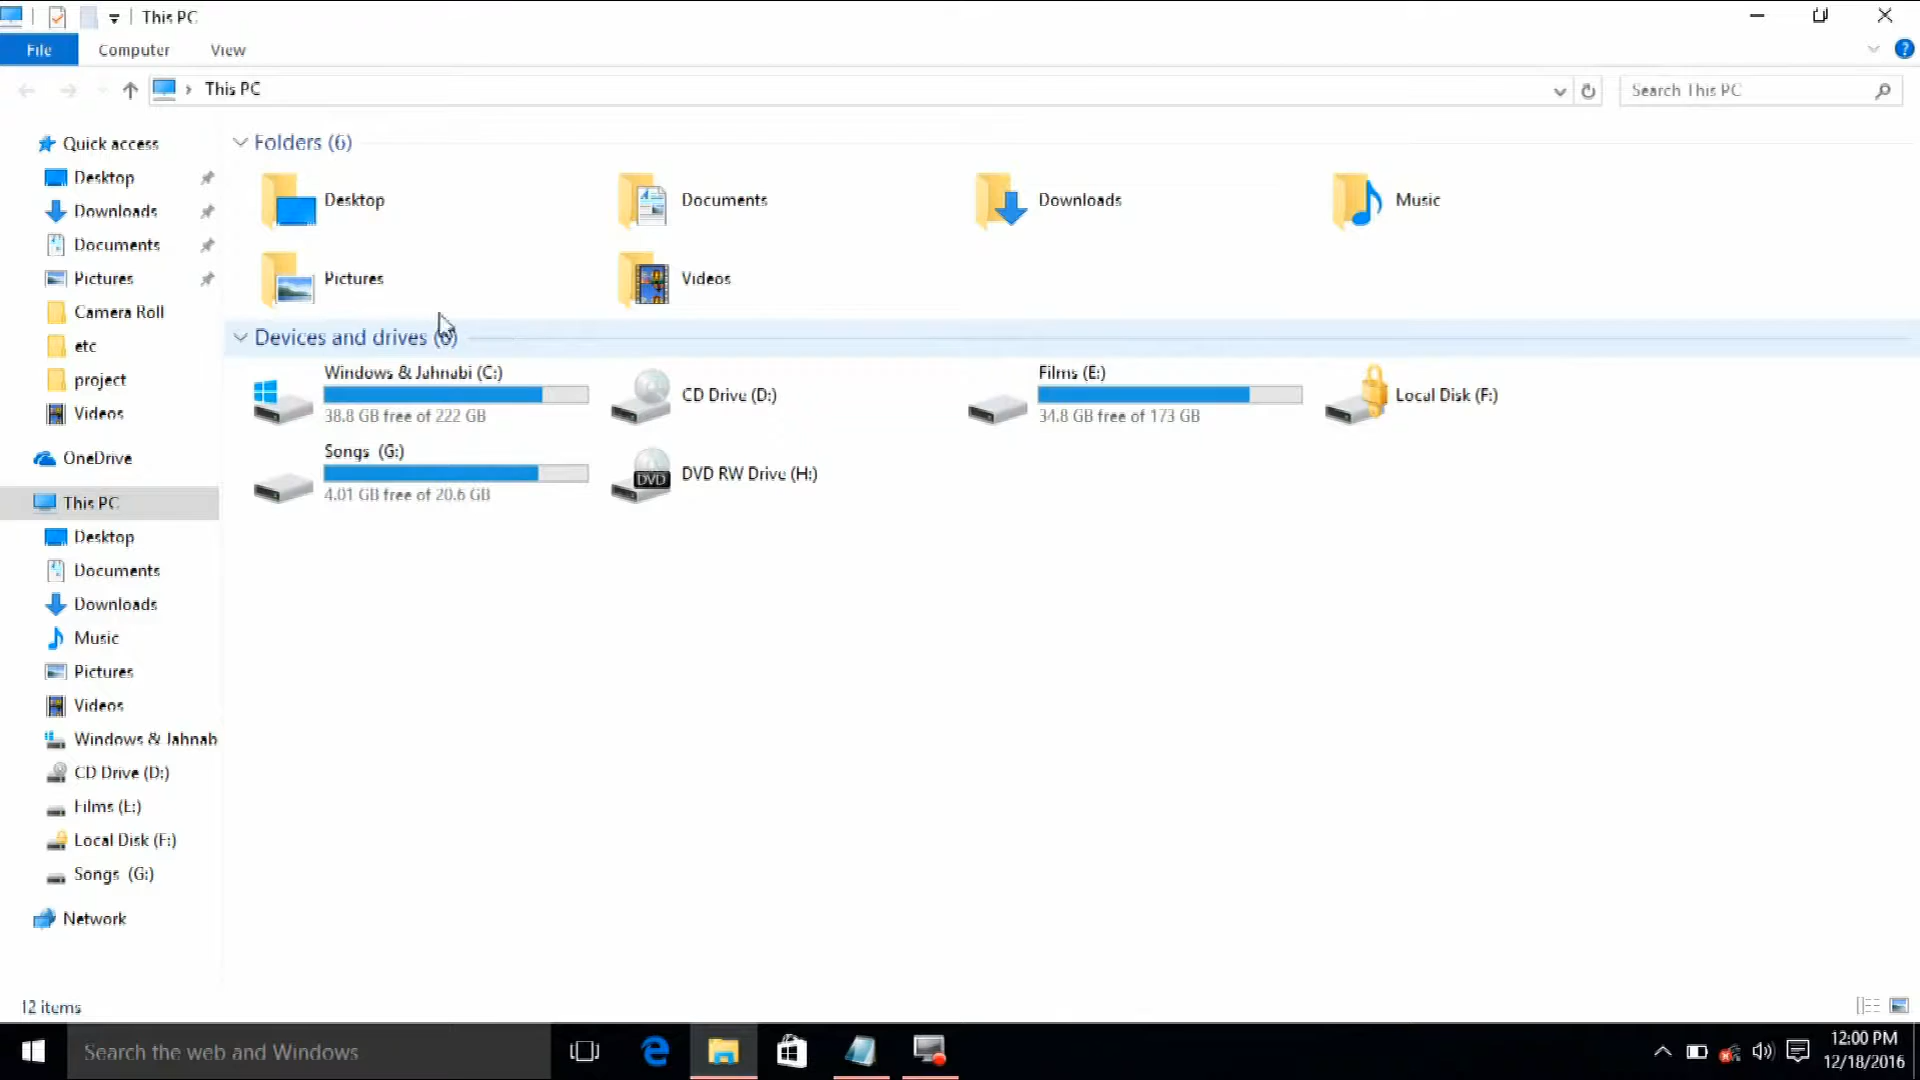 This PC
File
Computer
View
This PC
Search This PC
Quick access
Desktop
Downloads
Documents
Pictures
Camera Roll
etc
project
Videos
OneDrive
This PC
Desktop
Documents
Downloads
Music
Pictures
Videos
Windows & Jahnab
CD Drive (D:)
Films (E:)
Local Disk (F:)
Songs (G:)
Network
Folders (6)
Desktop
Documents
Downloads
Music
Pictures
Videos
Devices and drives (6)
Windows & Jahnabi (C:)
38.8 GB free of 222 GB
CD Drive (D:)
Films (E:)
34.8 GB free of 173 GB
Local Disk (F:)
Songs (G:)
4.01 GB free of 20.6 GB
DVD
DVD RW Drive (H:)
12 items
Search the web and Windows
12:00 PM
12/18/2016